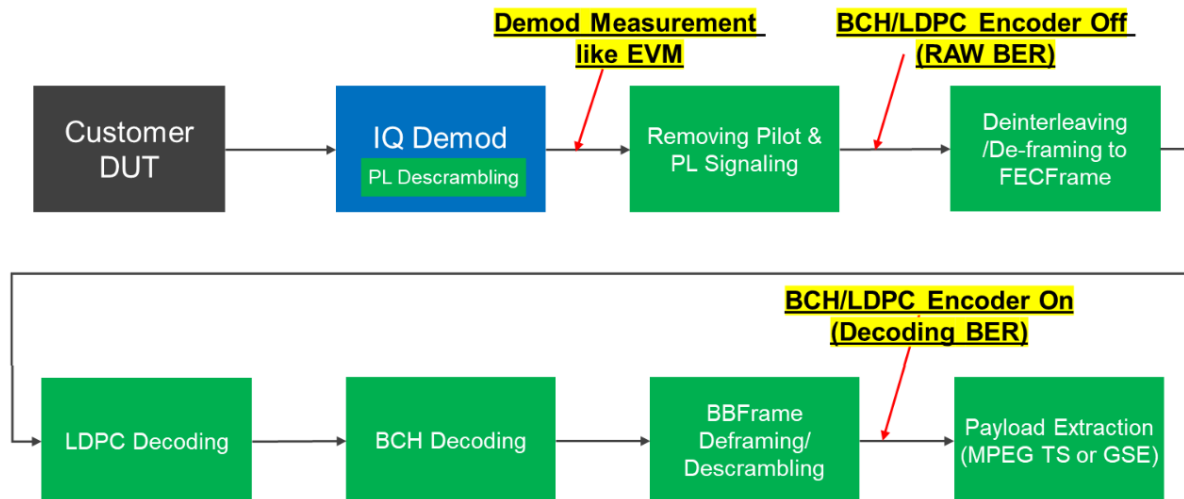 Demod Measurement
like EVM
BCH/LDPC Encoder Off
(RAW BER)
Customer
DUT
IQ Demod
PL Descrambling
Removing Pilot &
PL Signaling
Deinterleaving
/De-framing to
FECFrame
BCH/LDPC Encoder On
(Decoding BER)
LDPC Decoding
BCH Decoding
BBFrame
Deframing/
Descrambling
Payload Extraction
(MPEG TS or GSE)